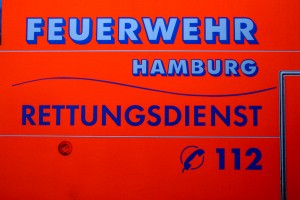 FEUERWEHR
HAMBURG
RETTUNGSDIENST
112